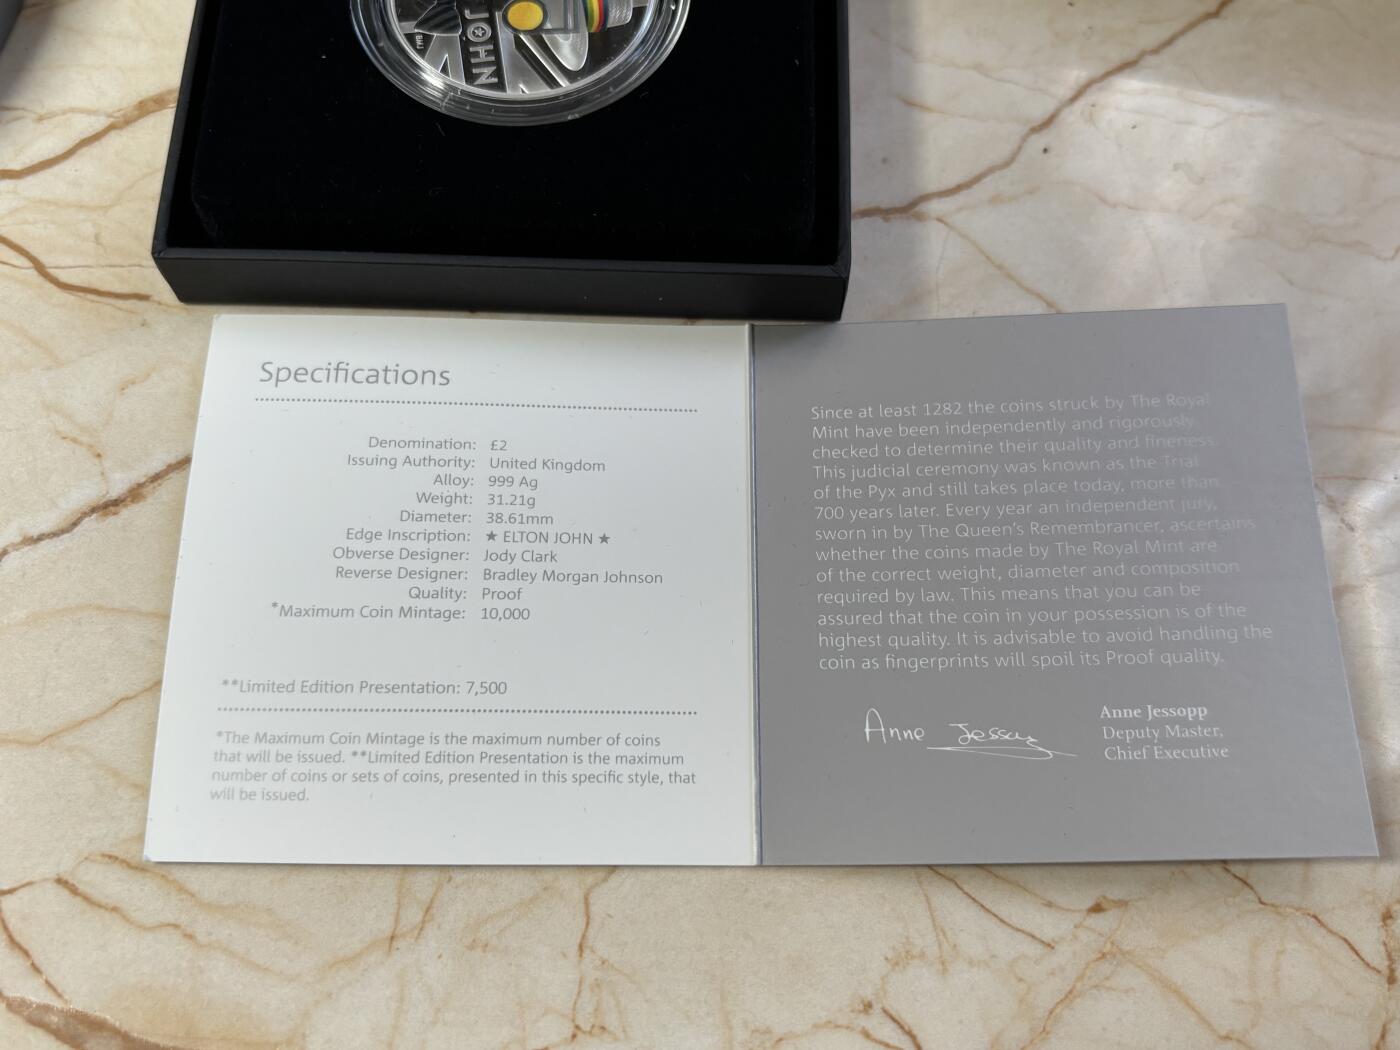 JOHN
Specifications
Denomination: £2
Issuing Authority: United Kingdom
Alloy: 999 Ag
Weight: 31.21g
Diameter: 38.61mm
Edge Inscription: ★ ELTON JOHN ★
Obverse Designer: Jody Clark
Reverse Designer: Bradley Morgan Johnson
Quality: Proof
*Maximum Coin Mintage: 10,000
**Limited Edition Presentation: 7,500
*The Maximum Coin Mintage is the maximum number of coins
that will be issued. **Limited Edition Presentation is the maximum
number of coins or sets of coins, presented in this specific style, that
will be issued.
Since at least 1282 the coins struck by The Royal
Mint have been independently and rigorously
checked to determine their quality and fineness.
This judicial ceremony was known as the Trial
of the Pyx and still takes place today, more than
700 years later. Every year an independent jury,
sworn in by The Queen's Remembrancer, ascertains
whether the coins made by The Royal Mint are
of the correct weight, diameter and composition
required by law. This means that you can be
assured that the coin in your possession is of the
highest quality. It is advisable to avoid handling the
coin as fingerprints will spoil its Proof quality.
Anne Jessopp
Anne Jessopp
Deputy Master,
Chief Executive